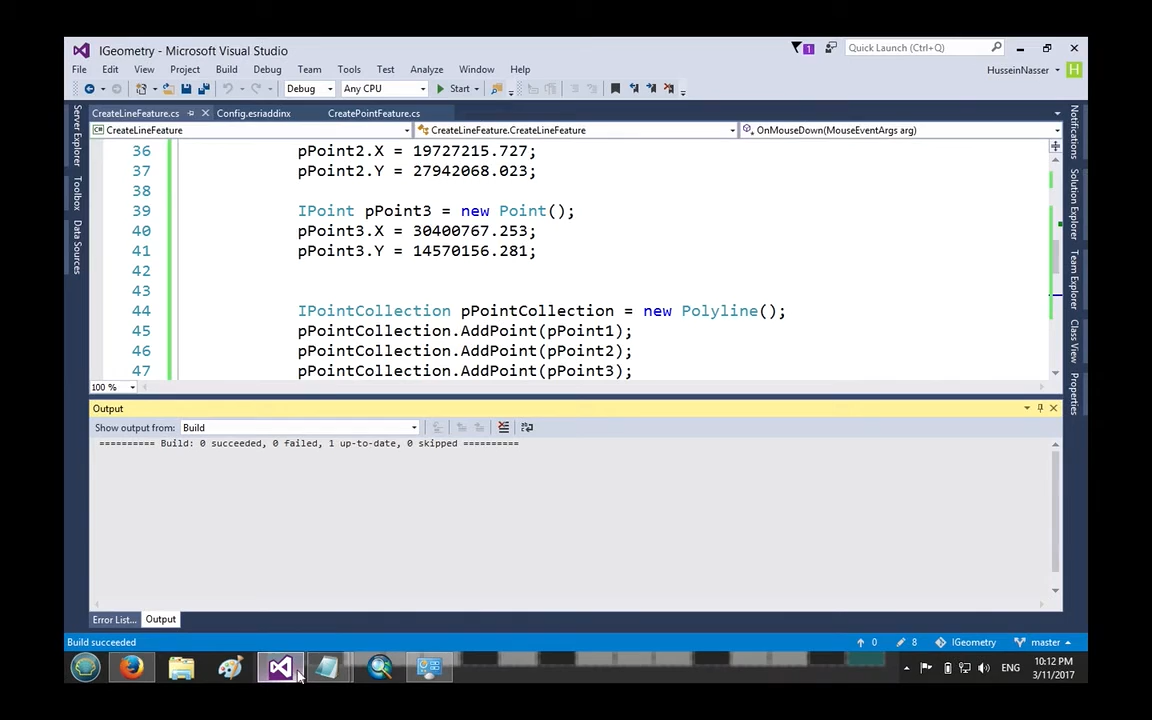 IGeometry - Microsoft Visual Studio
1
Quick Launch (Ctrl+Q)
File Edit View Project Build Debug Team Tools Test Analyze Window Help
HusseinNasser
H
Debug
Any CPU
Start
CreateLineFeature.cs
Config.esriaddinx
CreatePointFeature.cs
CreateLineFeature
CreateLineFeature.CreateLineFeature
OnMouseDown(MouseEventArgs arg)
Server Explorer
Toolbox
Data Sources
36 pPoint2.X = 19727215.727;
37 pPoint2.Y = 27942068.023;
38
39 IPoint pPoint3 = new Point();
40 pPoint3.X = 30400767.253;
41 pPoint3.Y = 14570156.281;
42
43
44 IPointCollection pPointCollection = new Polyline();
45 pPointCollection.AddPoint(pPoint1);
46 pPointCollection.AddPoint(pPoint2);
47 pPointCollection.AddPoint(pPoint3);
100 %
Notifications
Solution Explorer
Team Explorer
Class View
Properties
Output
Show output from: Build
========== Build: 0 succeeded, 0 failed, 1 up-to-date, 0 skipped ==========
Error List... Output
Build succeeded
0
8
IGeometry
master
ENG
10:12 PM
3/11/2017